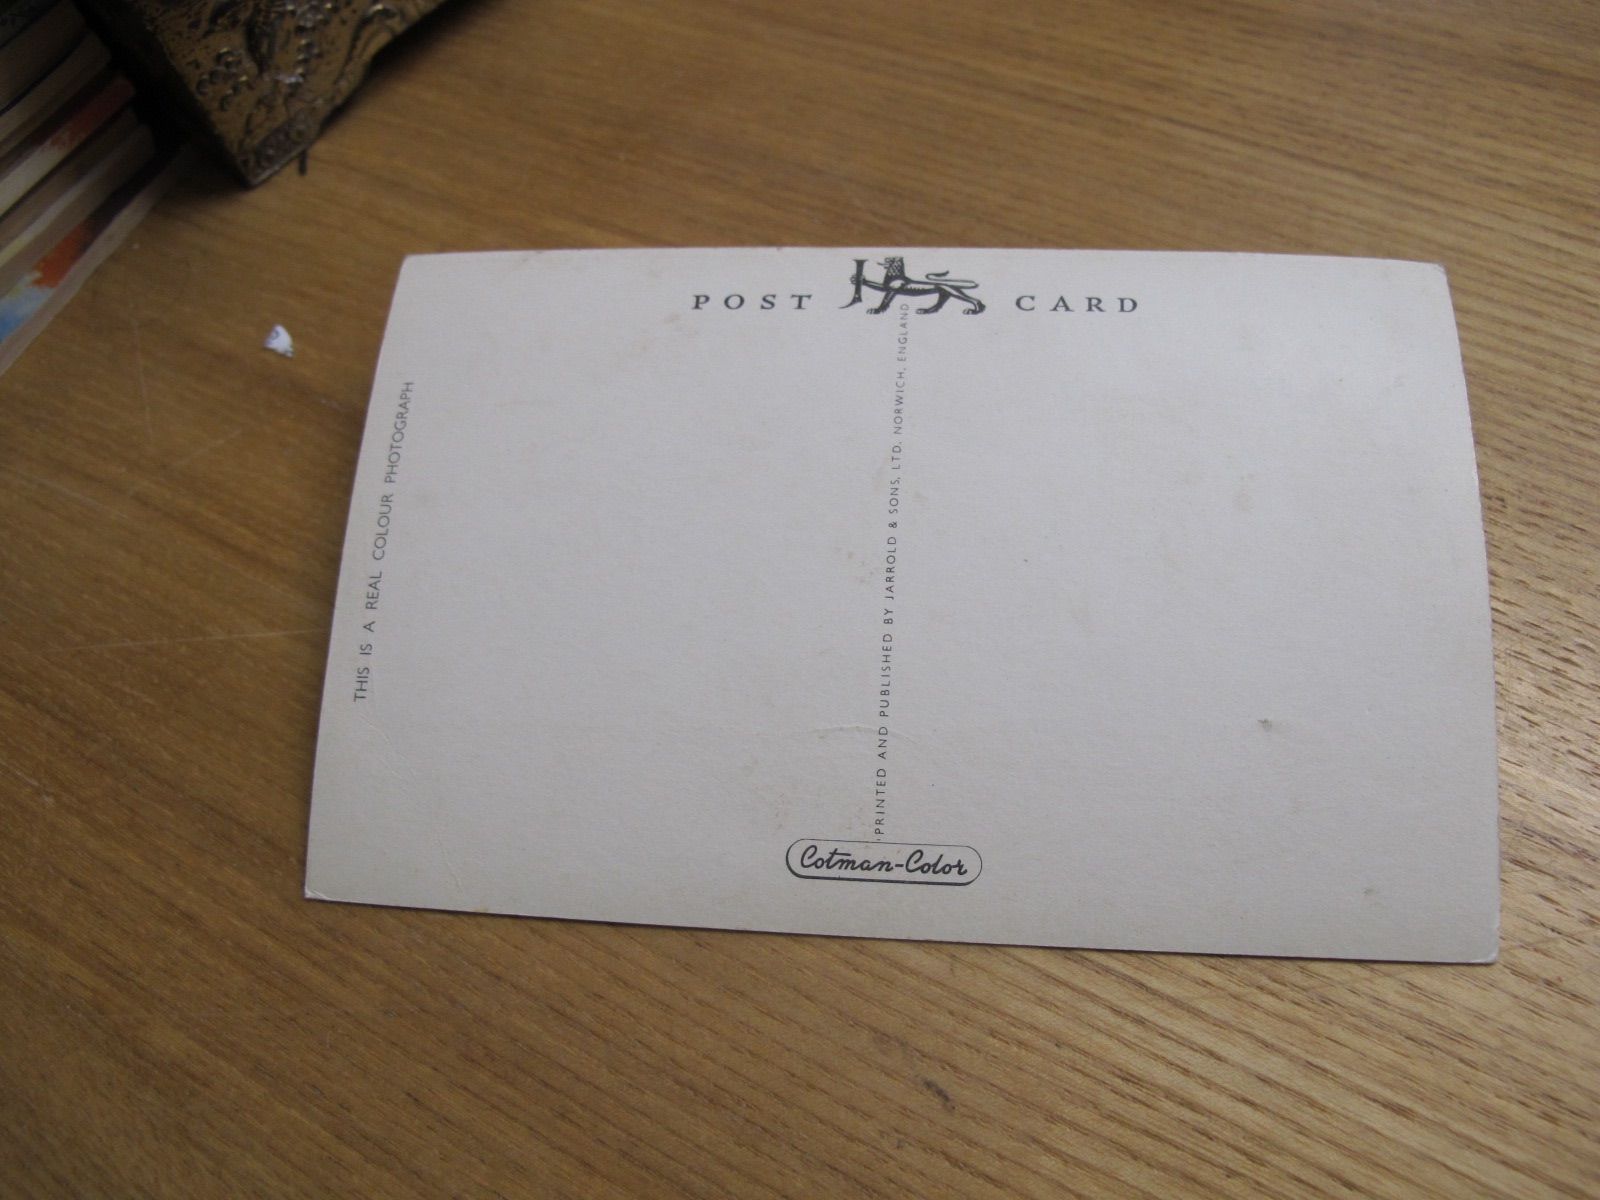 POST CARD
THIS IS A REAL COLOUR PHOTOGRAPH
PRINTED AND PUBLISHED BY JARROLD & SONS, LTD. NORWICH, ENGLAND
Cotman-Color